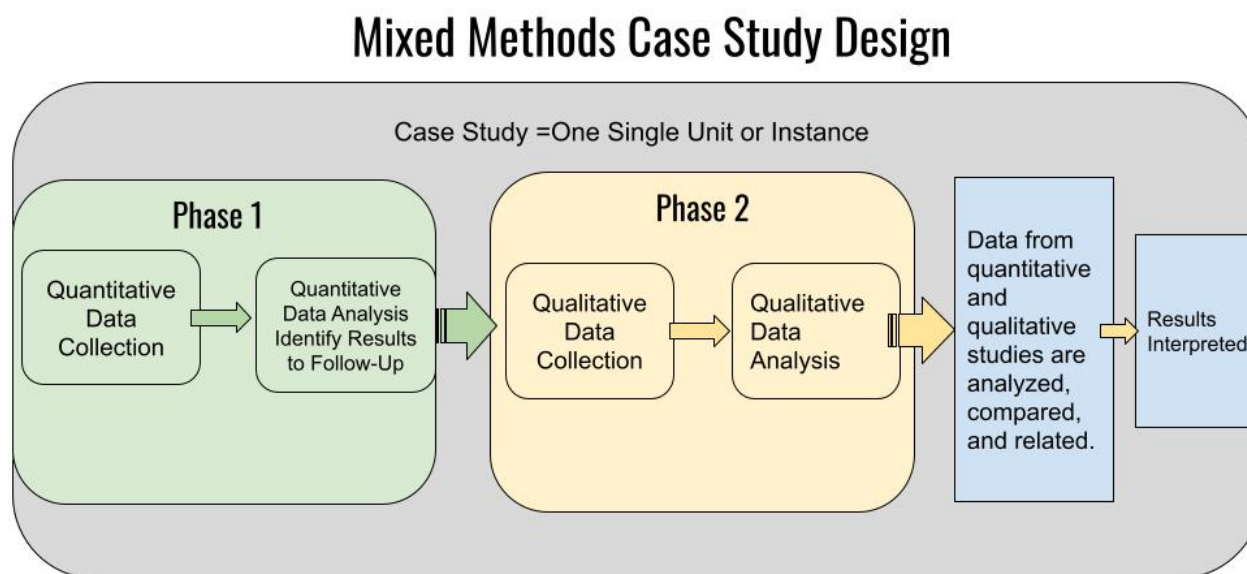 Mixed Methods Case Study Design
Case Study =One Single Unit or Instance
Phase 1
Quantitative
Data
Collection
Quantitative
Data Analysis
Identify Results
to Follow-Up
Phase 2
Qualitative
Data
Collection
Qualitative
Data
Analysis
Data from
quantitative
and
qualitative
studies are
analyzed,
compared,
and related.
Results
Interpreted